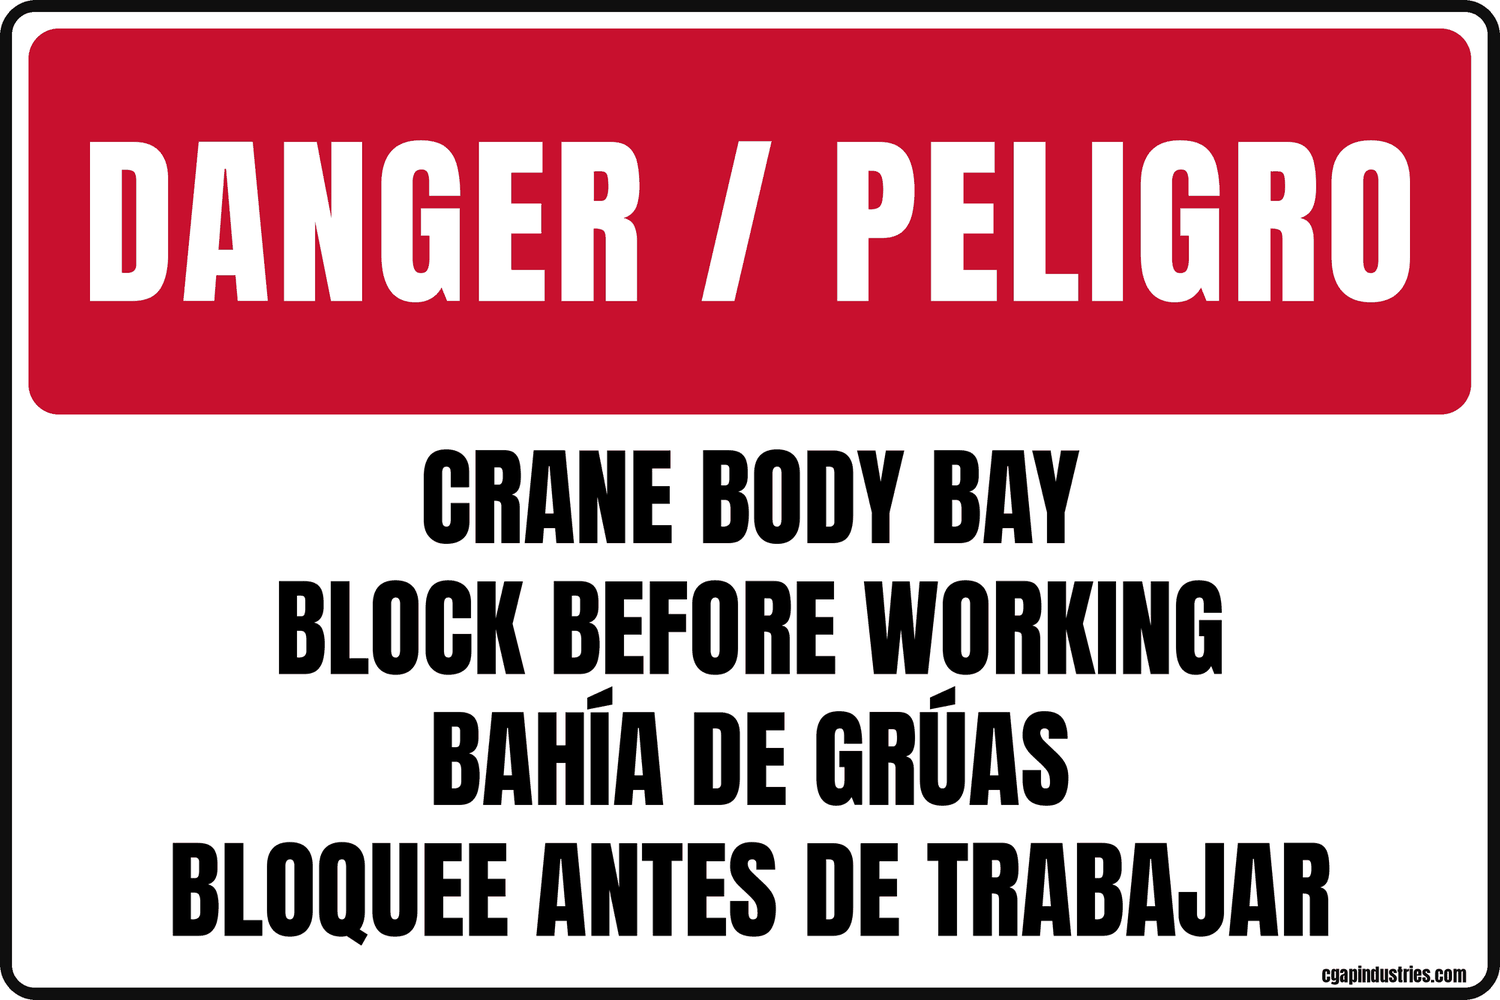 DANGER / PELIGRO
CRANE BODY BAY
BLOCK BEFORE WORKING
BAHÍA DE GRÚAS
BLOQUEE ANTES DE TRABAJAR
cgapindustries.com